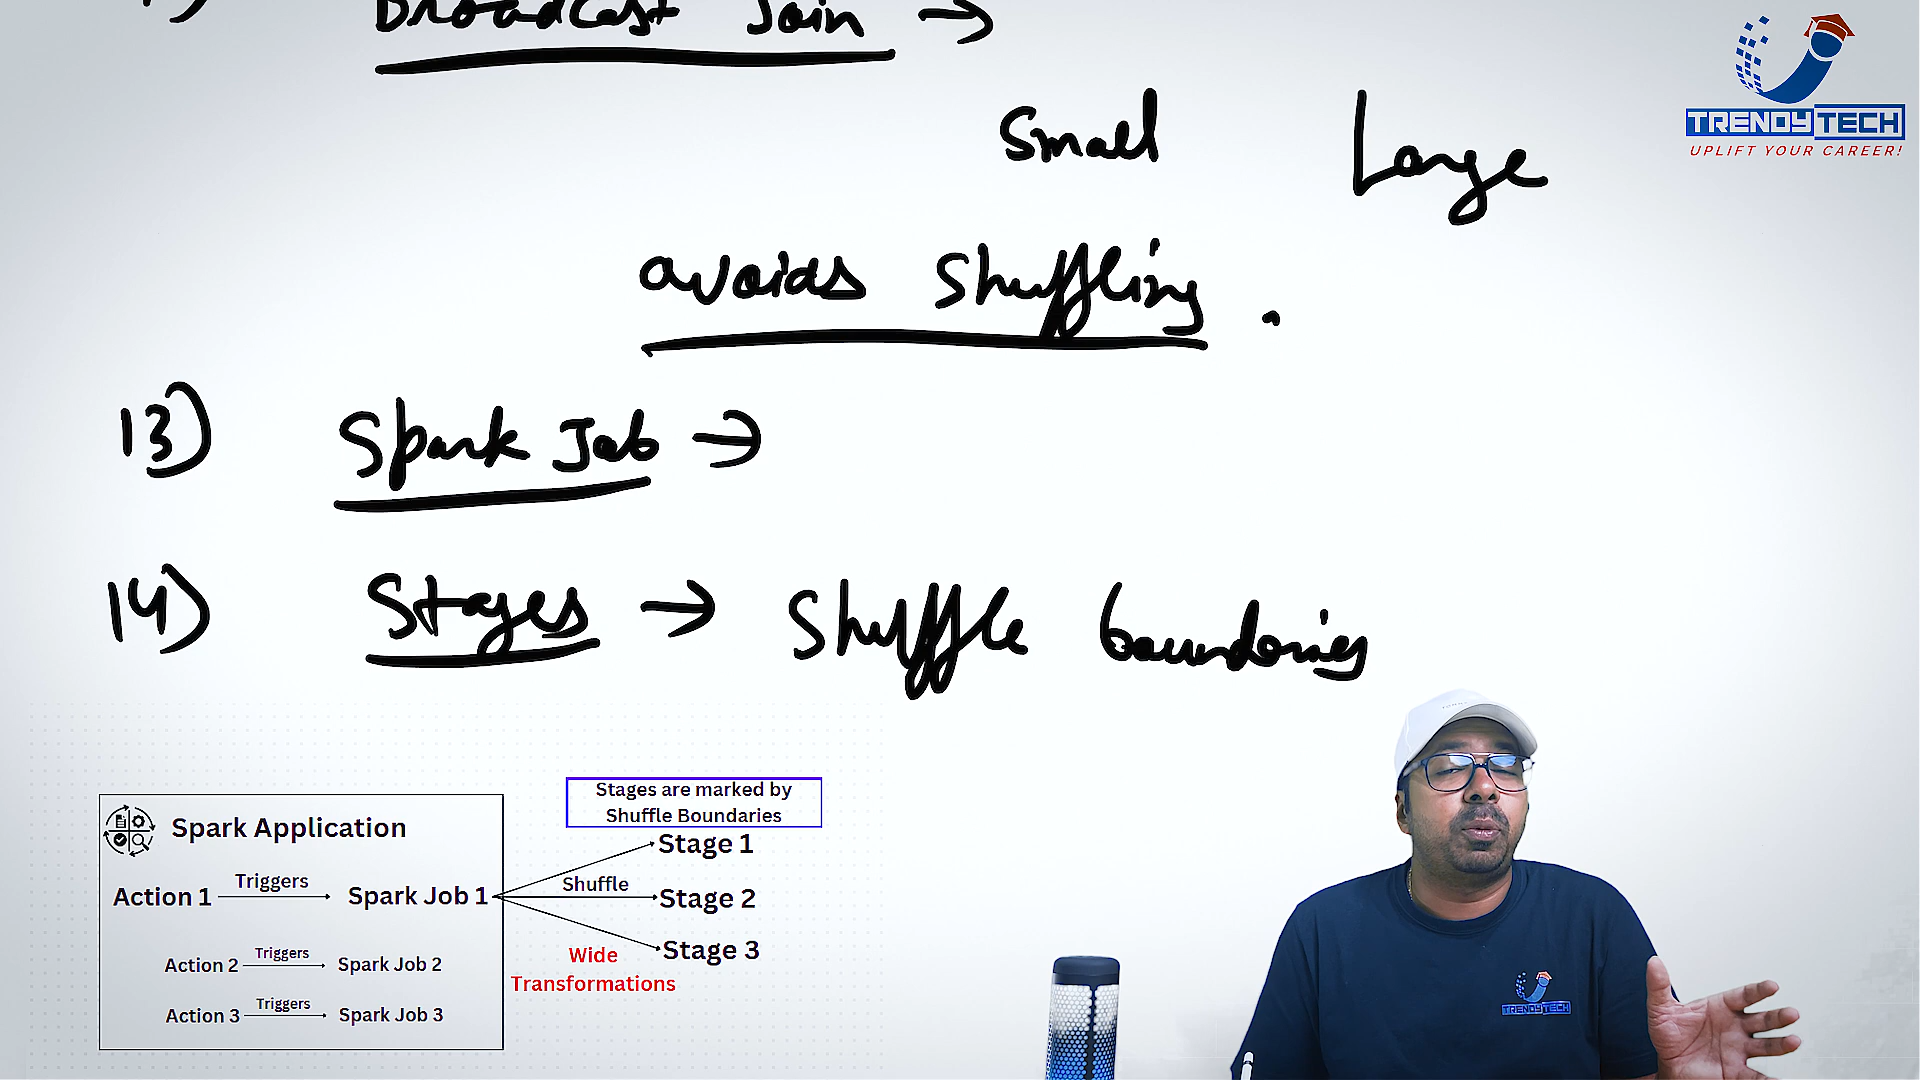 Broadcast Join →
Small Large
avoids Shuffling.
13) Spark Job →
14) Stages → Shuffle boundaries
TRENDYTECH
UPLIFT YOUR CAREER!
Stages are marked by
Shuffle Boundaries
Spark Application
Action 1 Triggers Spark Job 1
Shuffle
Stage 1
Stage 2
Stage 3
Wide
Transformations
Action 2 Triggers Spark Job 2
Action 3 Triggers Spark Job 3
TRENDYTECH